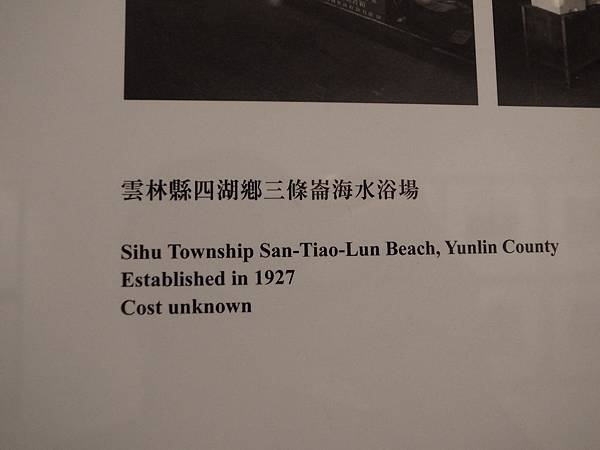 雲林縣四湖鄉三條崙海水浴場
Sihu Township San-Tiao-Lun Beach, Yunlin County
Established in 1927
Cost unknown